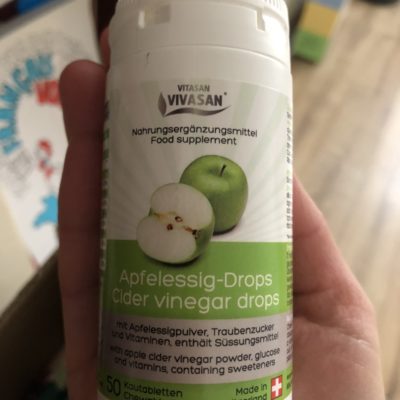 VITASAN
VIVASAN
Nahrungsergänzungsmittel
Food supplement
Apfelessig-Drops
Cider vinegar drops
mit Apfelessigpulver, Traubenzucker
und Vitaminen, enthält Süssungsmittel
with apple cider vinegar powder, glucose
and vitamins, containing sweeteners
50
Kautabletten
Made in